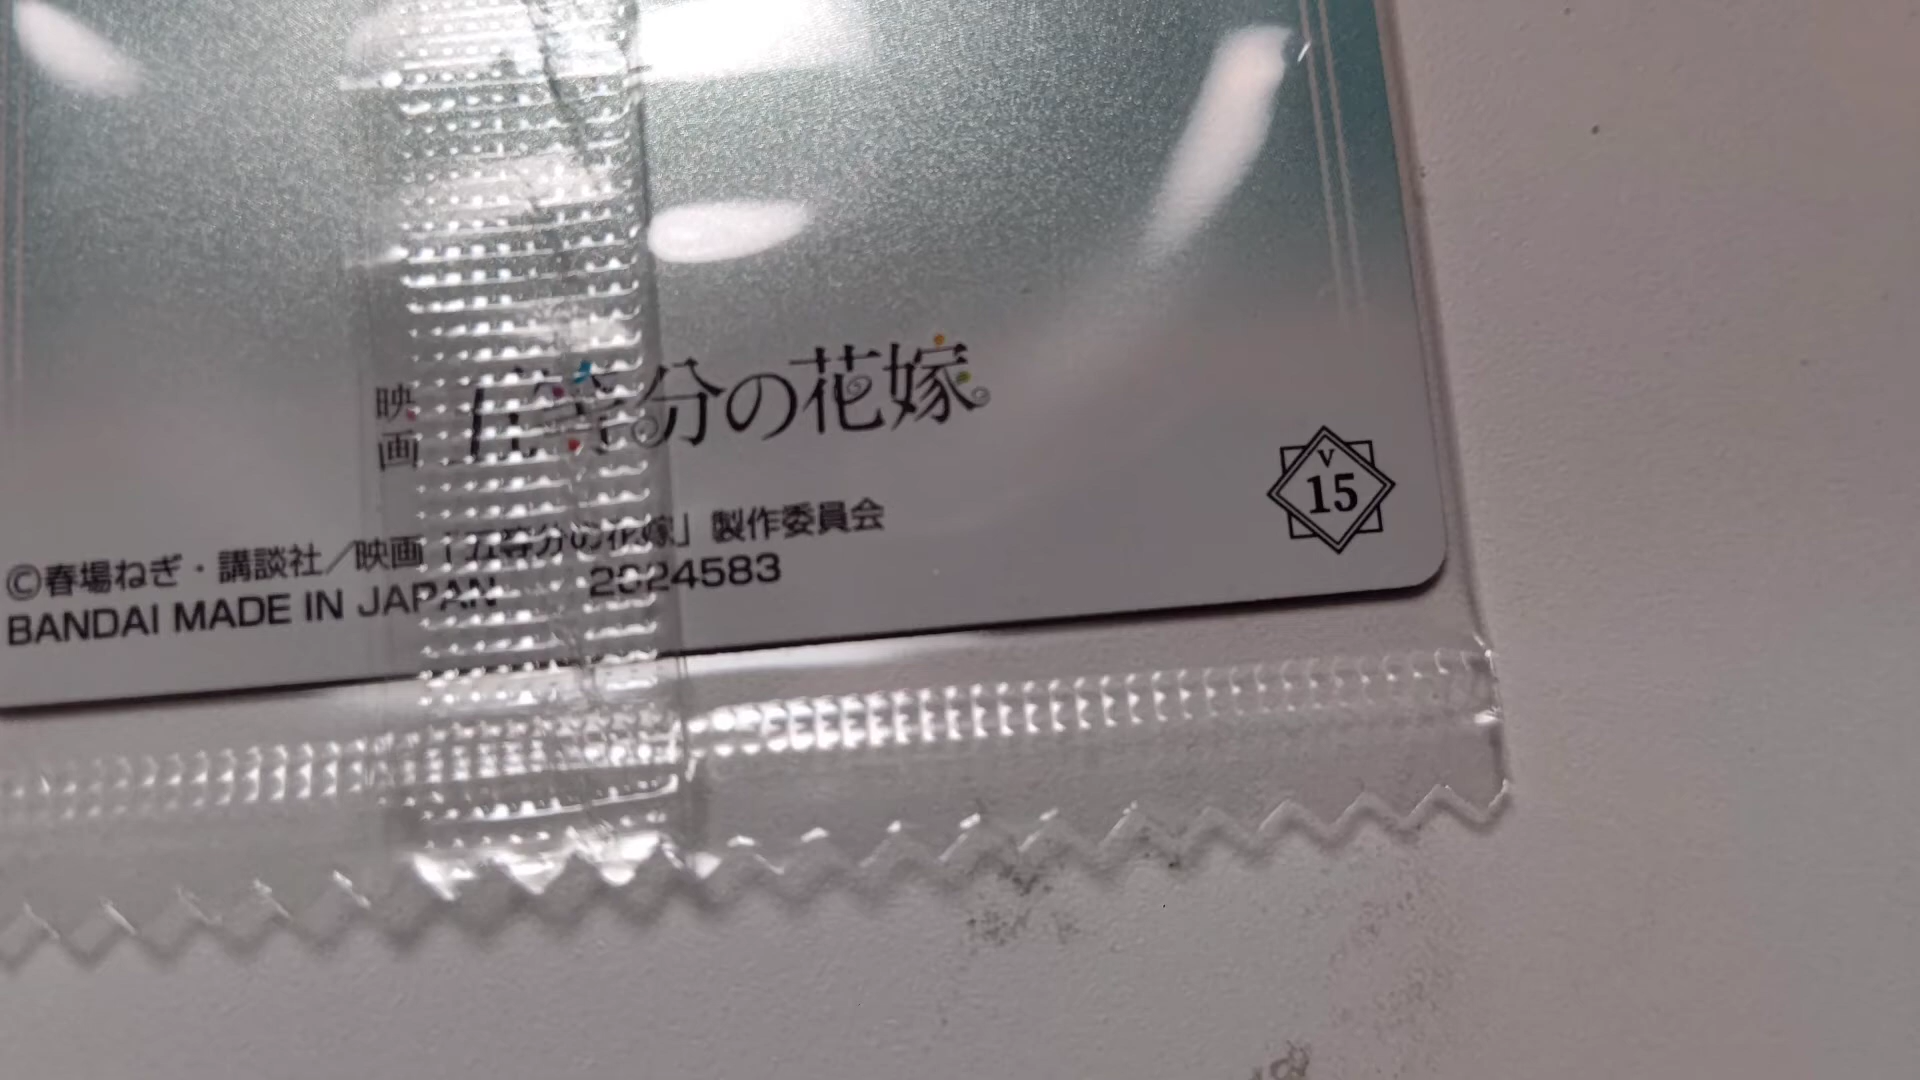 映画 五等分の花嫁
©春場ねぎ・講談社／映画「五等分の花嫁」製作委員会
BANDAI MADE IN JAPAN 2624583
V
15